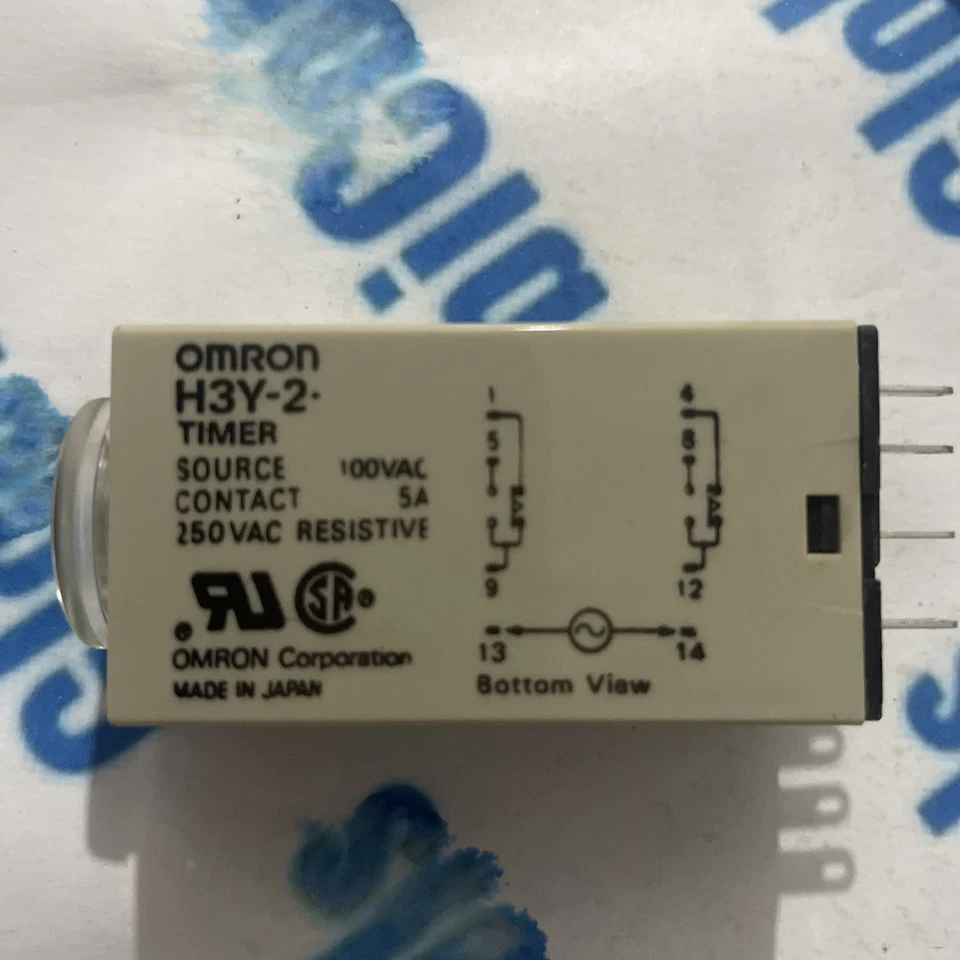 OMRON
H3Y-2
TIMER
SOURCE 100VAC
CONTACT 5A
250VAC RESISTIVE
OMRON Corporation
MADE IN JAPAN
1 4
5 8
9 12
13 14
Bottom View